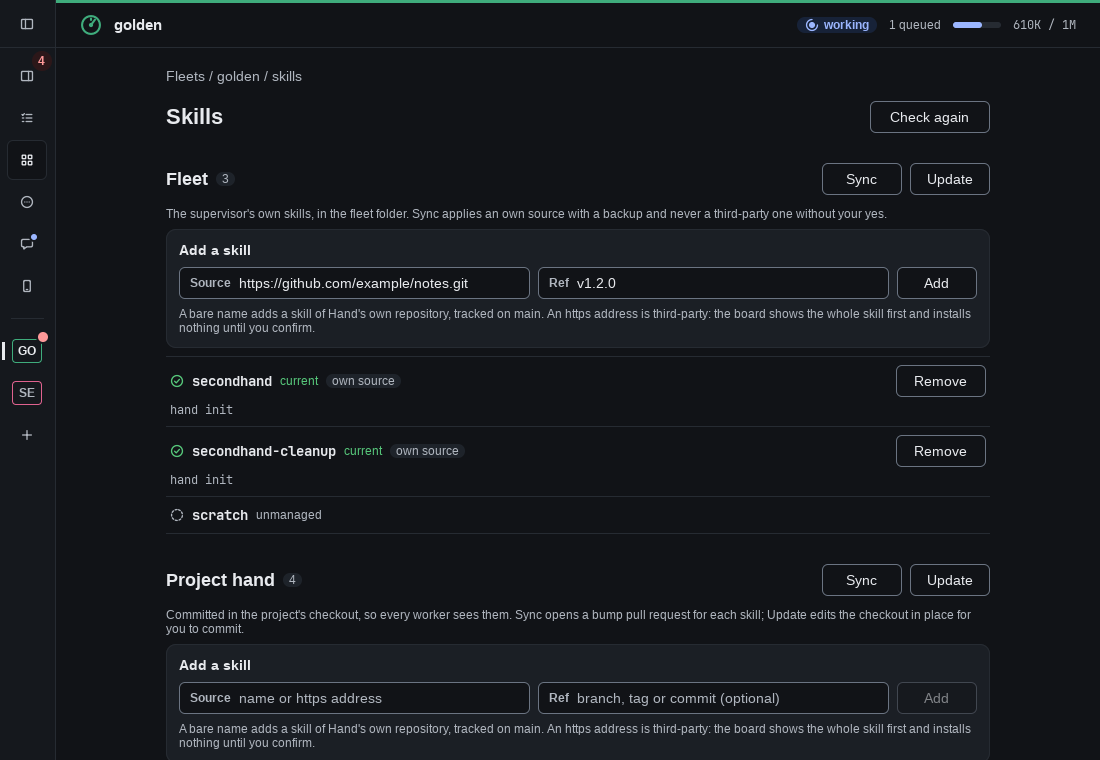 golden
working
1 queued
610K / 1M
4
Fleets / golden / skills
Skills
Check again
Fleet 3
Sync
Update
The supervisor's own skills, in the fleet folder. Sync applies an own source with a backup and never a third-party one without your yes.
Add a skill
Source https://github.com/example/notes.git
Ref v1.2.0
Add
A bare name adds a skill of Hand's own repository, tracked on main. An https address is third-party: the board shows the whole skill first and installs
nothing until you confirm.
GO
SE
secondhand current own source
Remove
hand init
secondhand-cleanup current own source
Remove
hand init
scratch unmanaged
Project hand 4
Sync
Update
Committed in the project's checkout, so every worker sees them. Sync opens a bump pull request for each skill; Update edits the checkout in place for
you to commit.
Add a skill
Source name or https address
Ref branch, tag or commit (optional)
Add
A bare name adds a skill of Hand's own repository, tracked on main. An https address is third-party: the board shows the whole skill first and installs
nothing until you confirm.